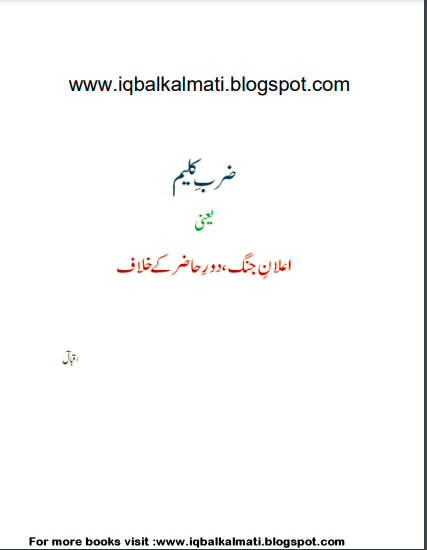 www.iqbalkalmati.blogspot.com
ضربِ کلیم
یعنی
اعلانِ جنگ، دورِ حاضر کے خلاف
اقبالؔ
For more books visit :www.iqbalkalmati.blogspot.com